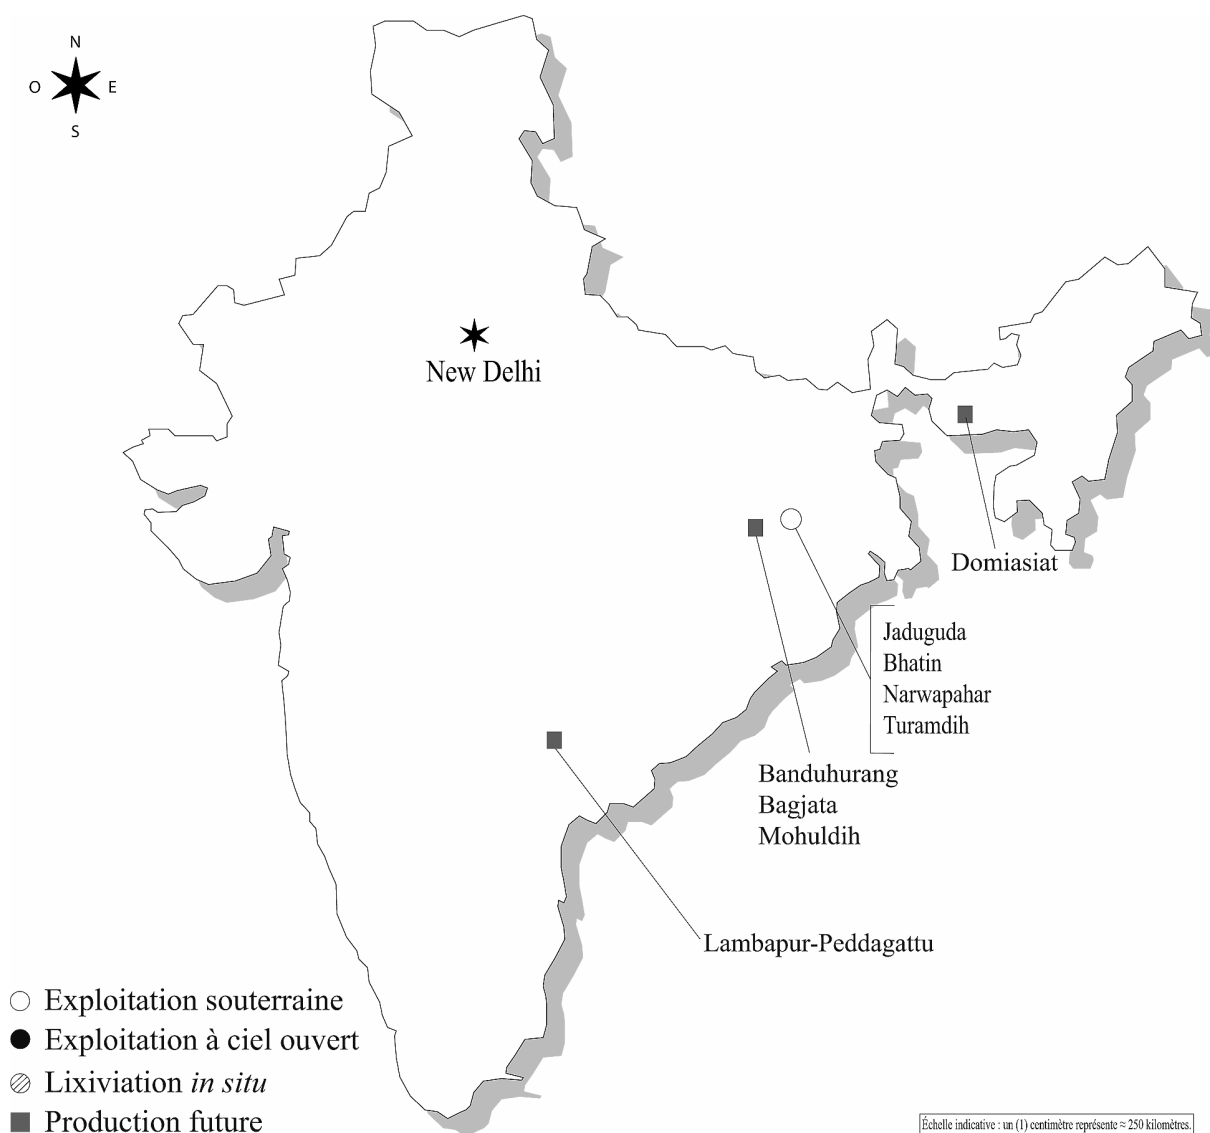 N
O E
S
New Delhi
Domiasiat
Jaduguda
Bhatin
Narwapahar
Turamdih
Banduhurang
Bagjata
Mohuldih
Lambapur-Peddagattu
Exploitation souterraine
Exploitation à ciel ouvert
Lixiviation in situ
Production future
Échelle indicative : un (1) centimètre représente ≈ 250 kilomètres.